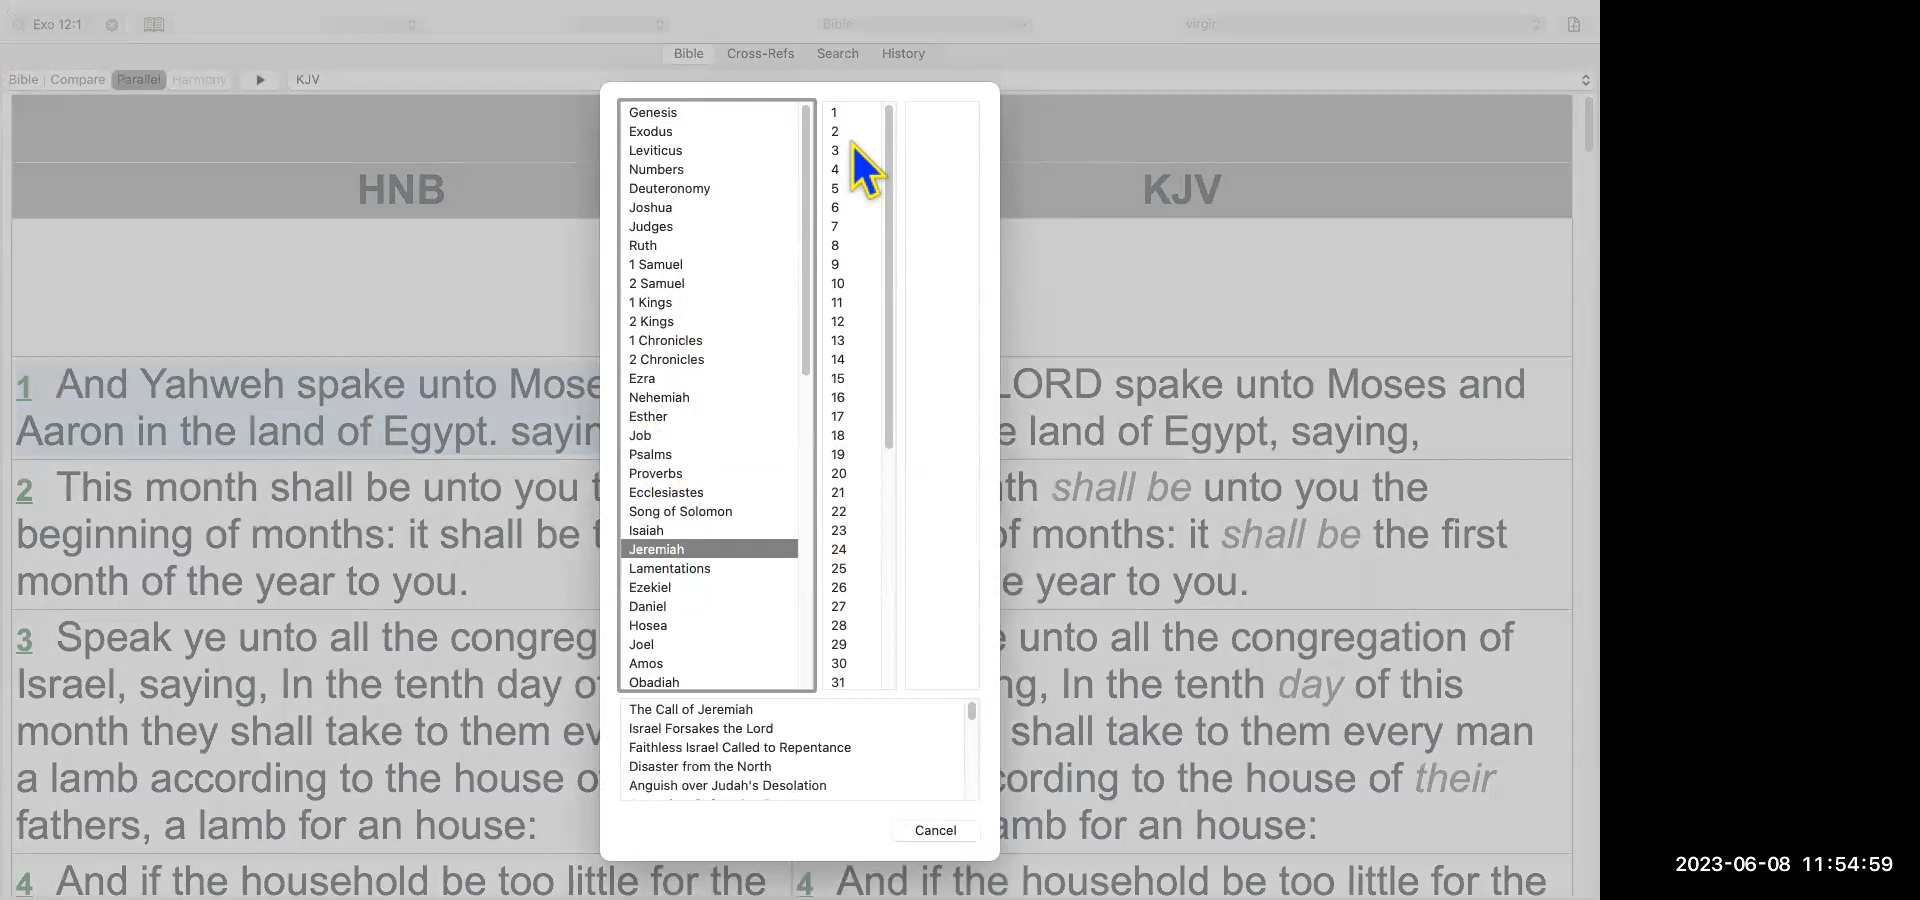 Exo 12:1
Bible
virgin
Bible
Cross-Refs
Search
History
Bible
Compare
Parallel
Harmony
KJV
HNB
KJV
1 And Yahweh spake unto Mose
Aaron in the land of Egypt. sayin
2 This month shall be unto you t
beginning of months: it shall be t
month of the year to you.
3 Speak ye unto all the congreg
Israel, saying, In the tenth day o
month they shall take to them ev
a lamb according to the house o
fathers, a lamb for an house:
4 And if the household be too little for the
LORD spake unto Moses and
e land of Egypt, saying,
th shall be unto you the
of months: it shall be the first
e year to you.
e unto all the congregation of
ng, In the tenth day of this
shall take to them every man
cording to the house of their
amb for an house:
4 And if the household be too little for the
Genesis
Exodus
Leviticus
Numbers
Deuteronomy
Joshua
Judges
Ruth
1 Samuel
2 Samuel
1 Kings
2 Kings
1 Chronicles
2 Chronicles
Ezra
Nehemiah
Esther
Job
Psalms
Proverbs
Ecclesiastes
Song of Solomon
Isaiah
Jeremiah
Lamentations
Ezekiel
Daniel
Hosea
Joel
Amos
Obadiah
1
2
3
4
5
6
7
8
9
10
11
12
13
14
15
16
17
18
19
20
21
22
23
24
25
26
27
28
29
30
31
The Call of Jeremiah
Israel Forsakes the Lord
Faithless Israel Called to Repentance
Disaster from the North
Anguish over Judah's Desolation
Cancel
2023-06-08 11:54:59